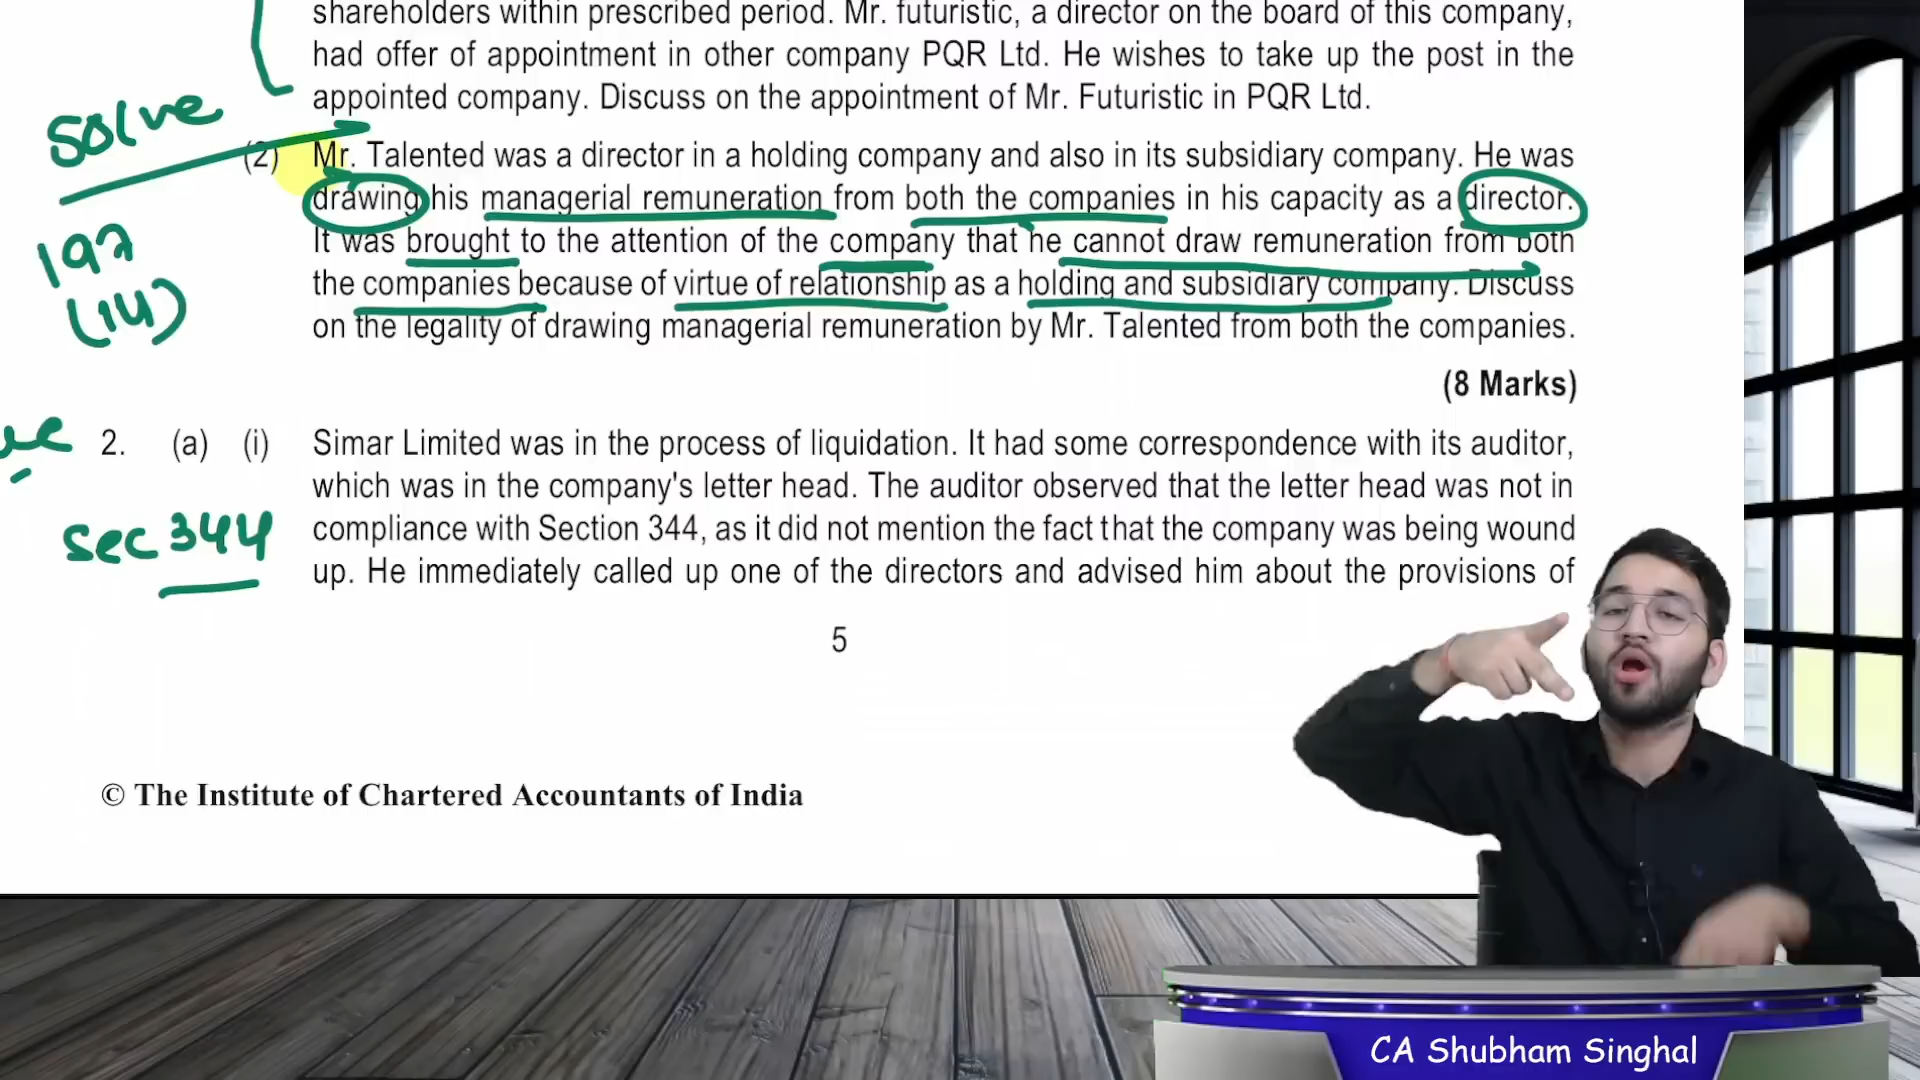 shareholders within prescribed period. Mr. futuristic, a director on the board of this company,
had offer of appointment in other company PQR Ltd. He wishes to take up the post in the
appointed company. Discuss on the appointment of Mr. Futuristic in PQR Ltd.
solve
(2) Mr. Talented was a director in a holding company and also in its subsidiary company. He was
drawing his managerial remuneration from both the companies in his capacity as a director.
It was brought to the attention of the company that he cannot draw remuneration from both
the companies because of virtue of relationship as a holding and subsidiary company. Discuss
on the legality of drawing managerial remuneration by Mr. Talented from both the companies.
197
(14)
(8 Marks)
2. (a) (i) Simar Limited was in the process of liquidation. It had some correspondence with its auditor,
which was in the company's letter head. The auditor observed that the letter head was not in
compliance with Section 344, as it did not mention the fact that the company was being wound
up. He immediately called up one of the directors and advised him about the provisions of
sec 344
5
© The Institute of Chartered Accountants of India
CA Shubham Singhal